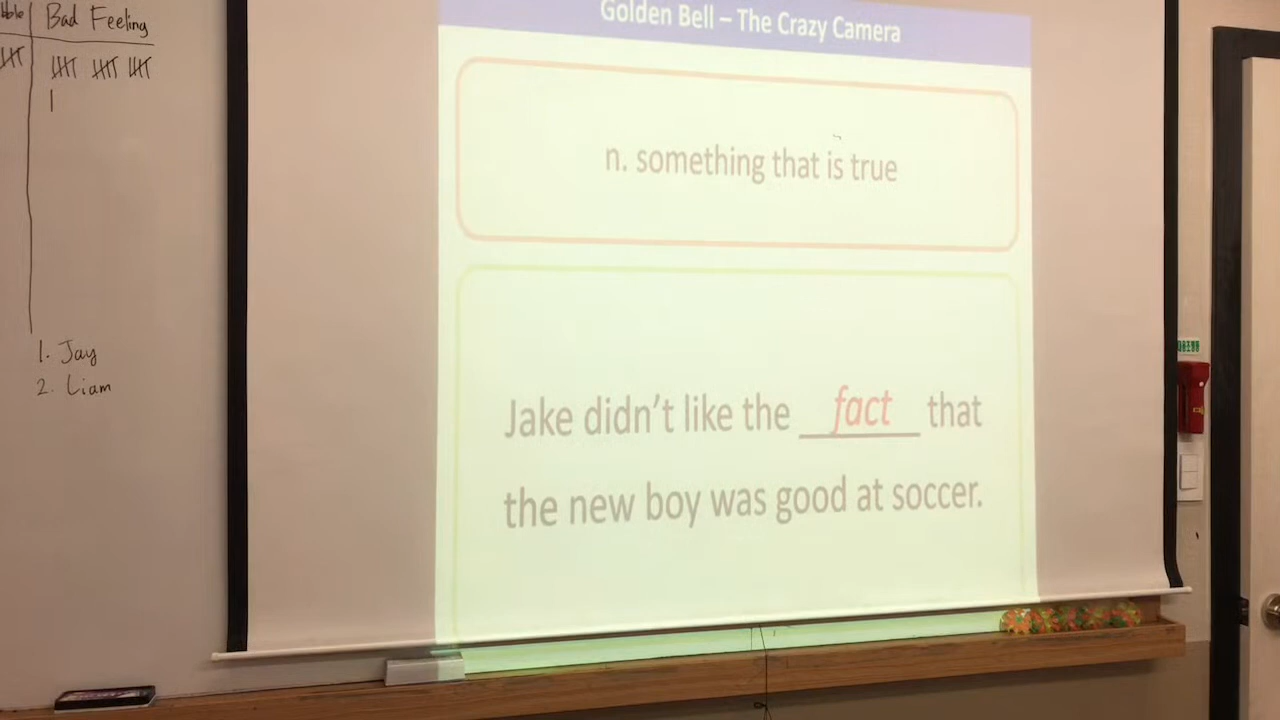 Bad Feeling
1. Jay
2. Liam
Golden Bell – The Crazy Camera
n. something that is true
Jake didn't like the fact that
the new boy was good at soccer.